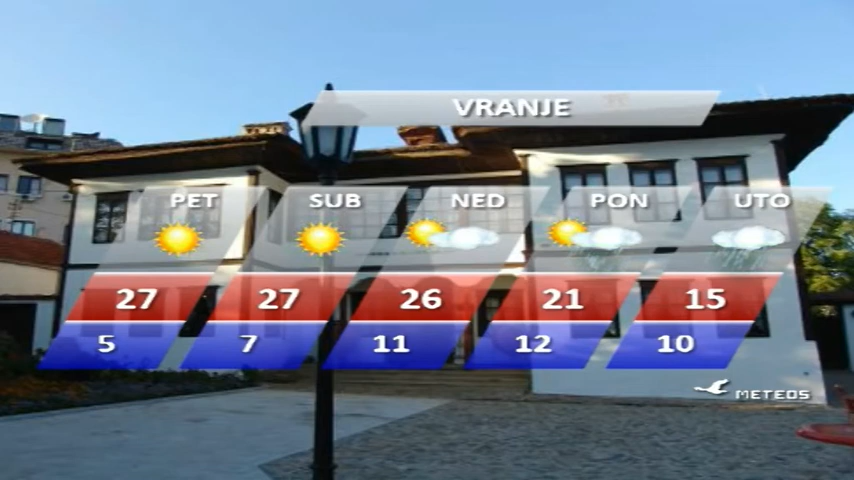 VRANJE
PET SUB NED PON UTO
27 27 26 21 15
5 7 11 12 10
METEOS